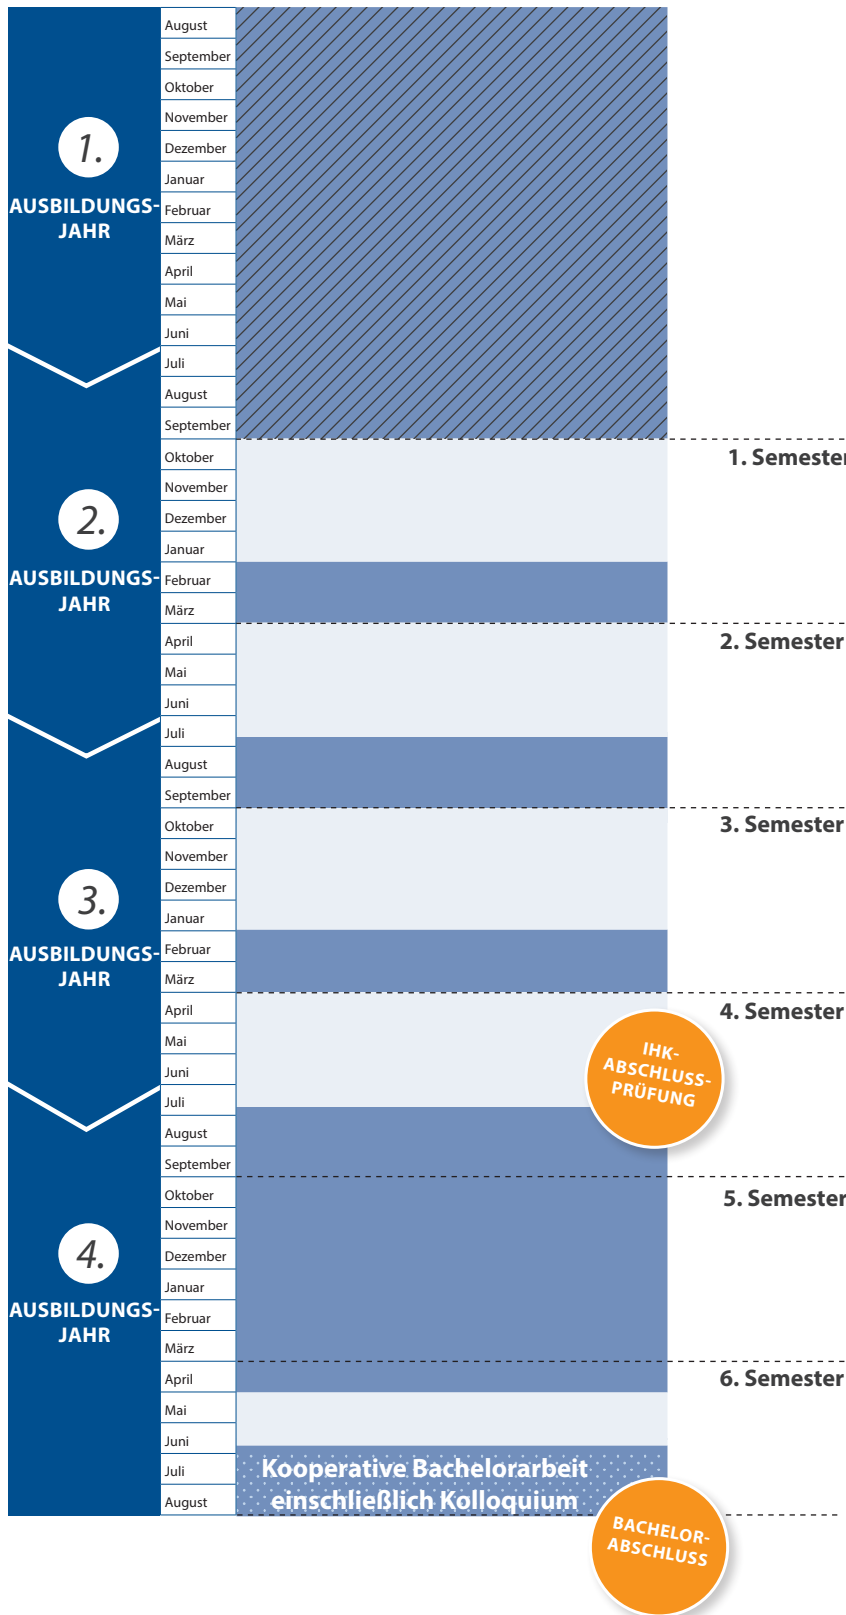 1.
AUSBILDUNGS-
JAHR
August
September
Oktober
November
Dezember
Januar
Februar
März
April
Mai
Juni
Juli
August
September
2.
AUSBILDUNGS-
JAHR
1. Semester
Oktober
November
Dezember
Januar
Februar
März
2. Semester
April
Mai
Juni
Juli
August
September
3.
AUSBILDUNGS-
JAHR
3. Semester
Oktober
November
Dezember
Januar
Februar
März
4. Semester
April
Mai
Juni
Juli
August
September
IHK-
ABSCHLUSS-
PRÜFUNG
4.
AUSBILDUNGS-
JAHR
5. Semester
Oktober
November
Dezember
Januar
Februar
März
6. Semester
April
Mai
Juni
Juli
August
Kooperative Bachelorarbeit
einschließlich Kolloquium
BACHELOR-
ABSCHLUSS